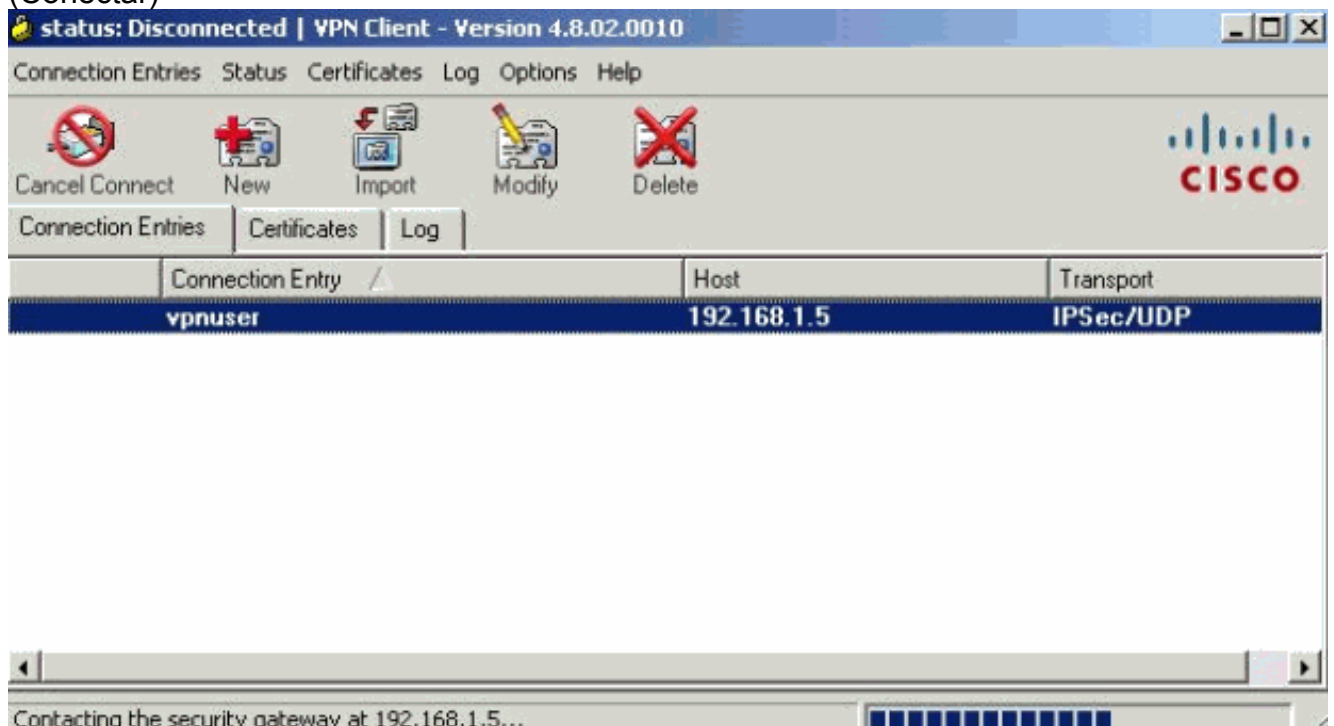 (Conectar)
status: Disconnected | VPN Client - Version 4.8.02.0010
Connection Entries Status Certificates Log Options Help
Cancel Connect New Import Modify Delete
CISCO
Connection Entries Certificates Log
Connection Entry Host Transport
vpnuser 192.168.1.5 IPSec/UDP
Contacting the security gateway at 192.168.1.5...